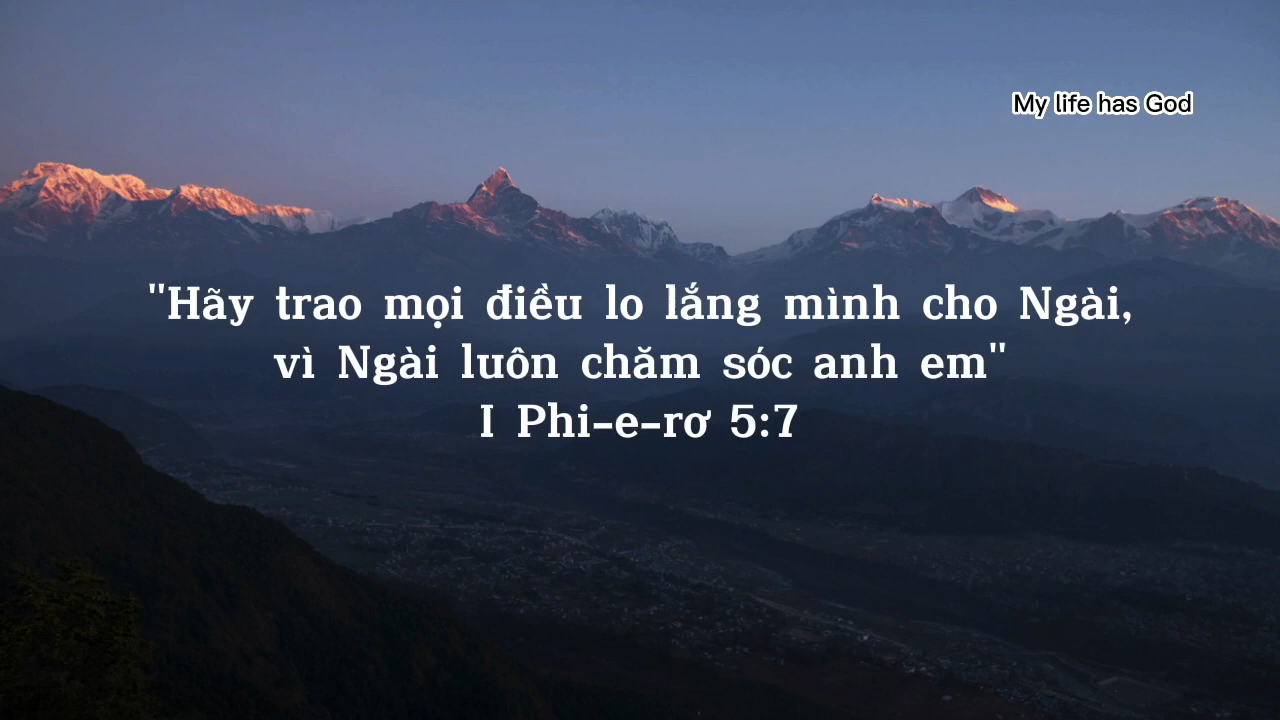 My life has God
"Hãy trao mọi điều lo lắng mình cho Ngài,
vì Ngài luôn chăm sóc anh em"
I Phi-e-rơ 5:7